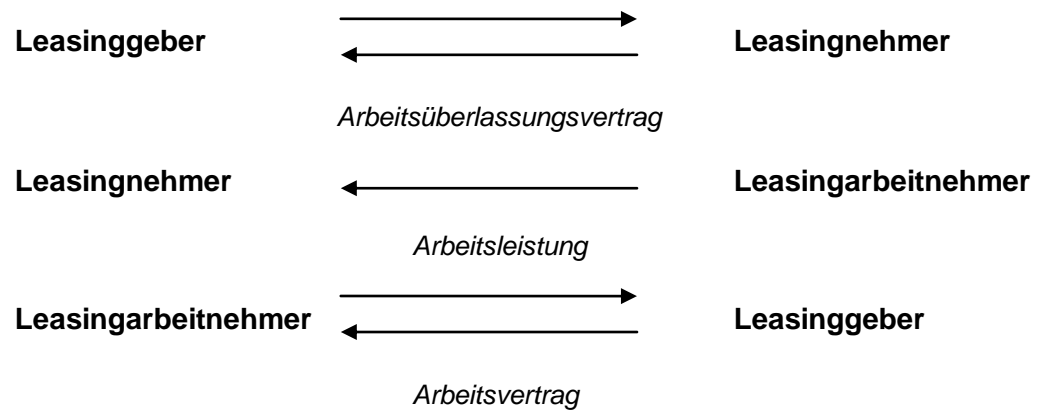 Leasinggeber Leasingnehmer
Arbeitsüberlassungsvertrag
Leasingnehmer Leasingarbeitnehmer
Arbeitsleistung
Leasingarbeitnehmer Leasinggeber
Arbeitsvertrag